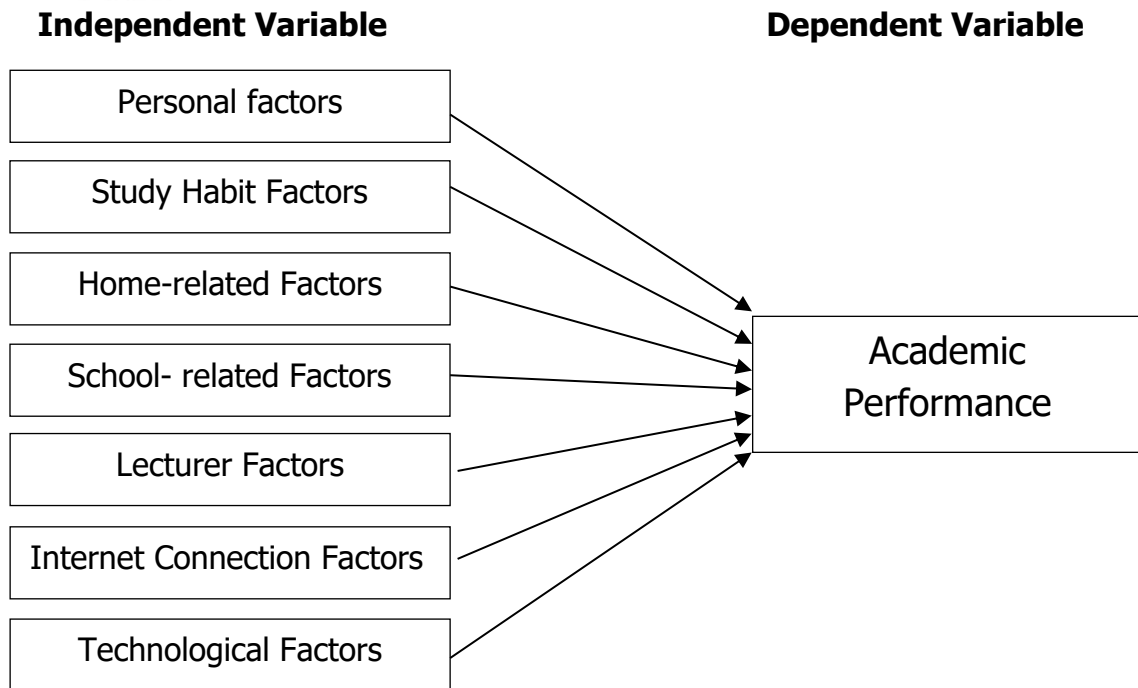 Independent Variable
Dependent Variable
Personal factors
Study Habit Factors
Home-related Factors
School- related Factors
Lecturer Factors
Internet Connection Factors
Technological Factors
Academic
Performance